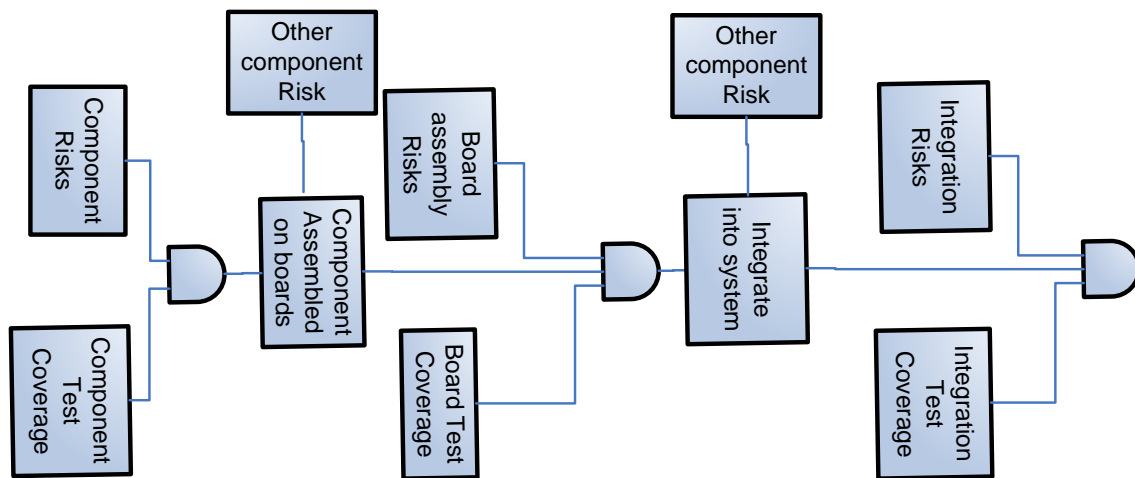 Other
component
Risk
Other
component
Risk
Component
Risks
Board
assembly
Risks
Integration
Risks
Component
Assembled
on boards
Integrate
into system
Component
Test
Coverage
Board Test
Coverage
Integration
Test
Coverage